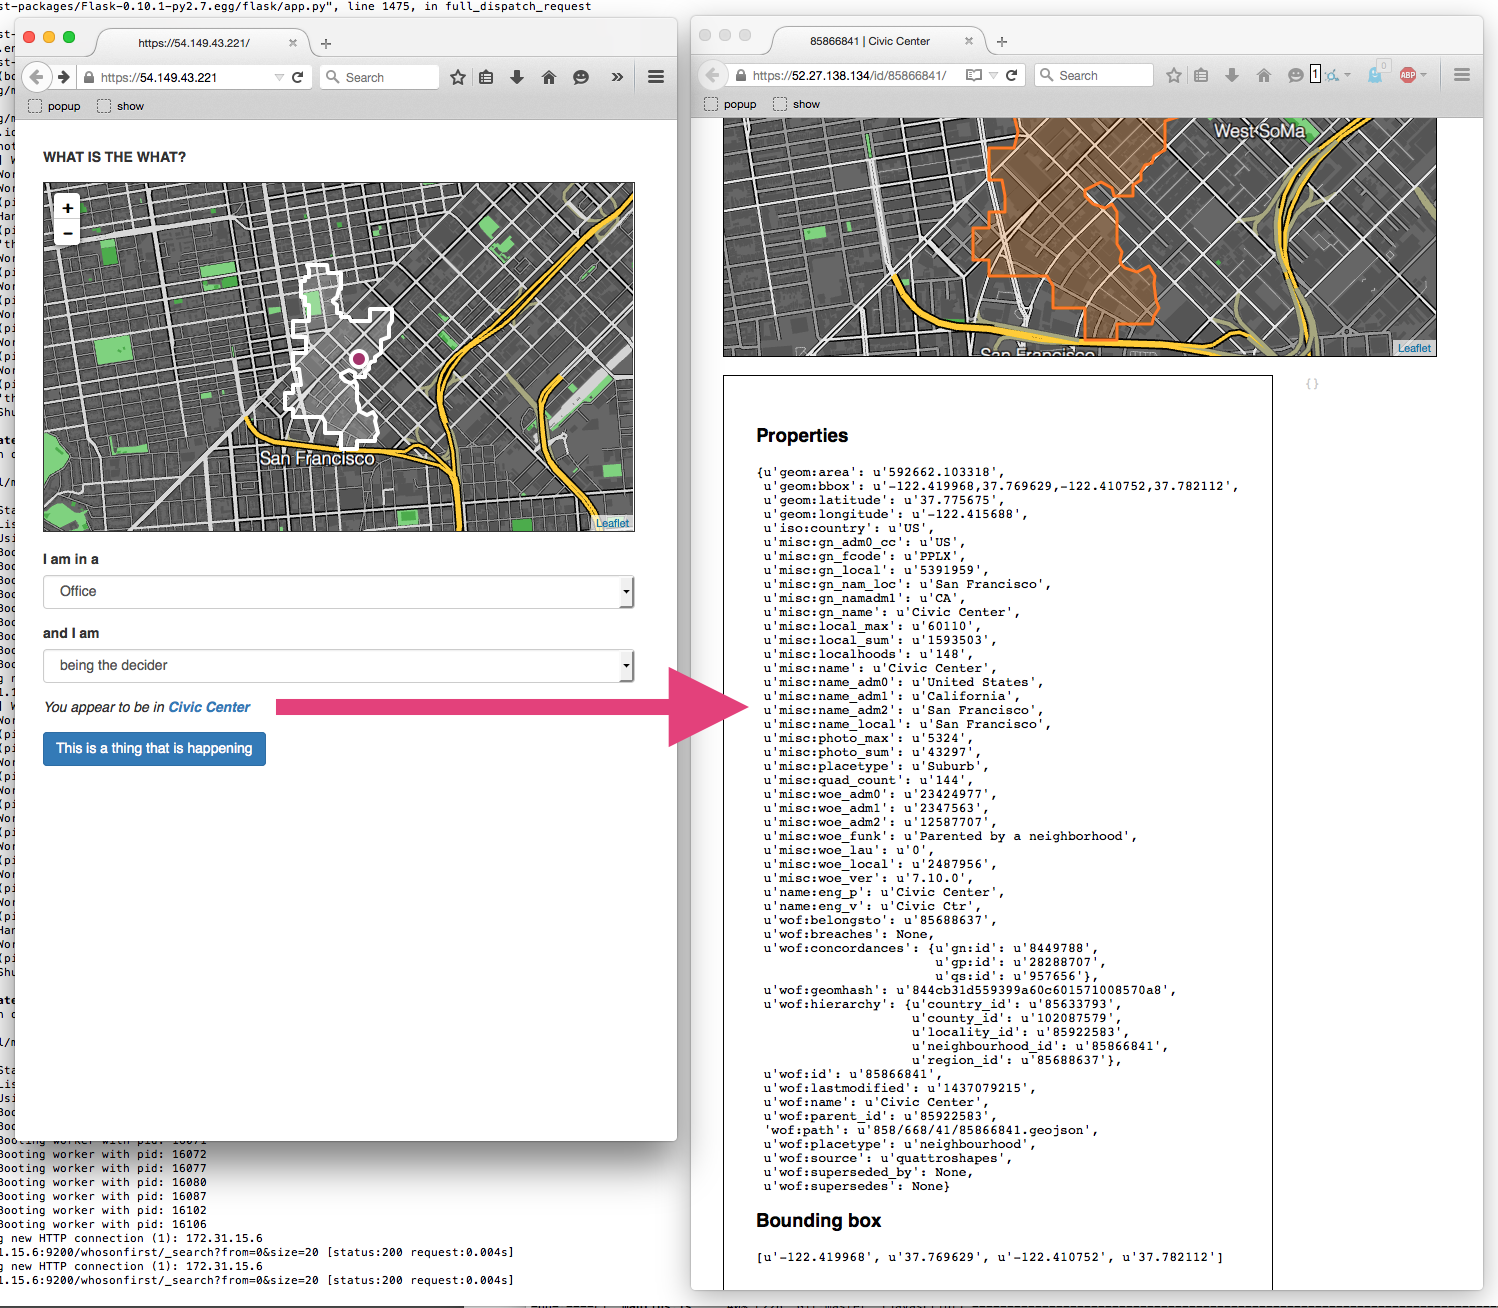 st-packages/Flask-0.10.1-py2.7.egg/flask/app.py", line 1475, in full_dispatch_request
https://54.149.43.221/
https://54.149.43.221
Search
popup
show
WHAT IS THE WHAT?
+
−
San Francisco
Leaflet
I am in a
Office
and I am
being the decider
You appear to be in Civic Center
This is a thing that is happening
Booting worker with pid: 16071
Booting worker with pid: 16072
Booting worker with pid: 16077
Booting worker with pid: 16080
Booting worker with pid: 16087
Booting worker with pid: 16102
Booting worker with pid: 16106
g new HTTP connection (1): 172.31.15.6
1.15.6:9200/whosonfirst/_search?from=0&size=20 [status:200 request:0.004s]
g new HTTP connection (1): 172.31.15.6
1.15.6:9200/whosonfirst/_search?from=0&size=20 [status:200 request:0.004s]
85866841 | Civic Center
https://52.27.138.134/id/85866841/
Search
1
0
ABP
popup
show
West SoMa
San Francisco
Leaflet
{}
Properties
{u'geom:area': u'592662.103318',
u'geom:bbox': u'-122.419968,37.769629,-122.410752,37.782112',
u'geom:latitude': u'37.775675',
u'geom:longitude': u'-122.415688',
u'iso:country': u'US',
u'misc:gn_adm0_cc': u'US',
u'misc:gn_fcode': u'PPLX',
u'misc:gn_local': u'5391959',
u'misc:gn_nam_loc': u'San Francisco',
u'misc:gn_namadm1': u'CA',
u'misc:gn_name': u'Civic Center',
u'misc:local_max': u'60110',
u'misc:local_sum': u'1593503',
u'misc:localhoods': u'148',
u'misc:name': u'Civic Center',
u'misc:name_adm0': u'United States',
u'misc:name_adm1': u'California',
u'misc:name_adm2': u'San Francisco',
u'misc:name_local': u'San Francisco',
u'misc:photo_max': u'5324',
u'misc:photo_sum': u'43297',
u'misc:placetype': u'Suburb',
u'misc:quad_count': u'144',
u'misc:woe_adm0': u'23424977',
u'misc:woe_adm1': u'2347563',
u'misc:woe_adm2': u'12587707',
u'misc:woe_funk': u'Parented by a neighborhood',
u'misc:woe_lau': u'0',
u'misc:woe_local': u'2487956',
u'misc:woe_ver': u'7.10.0',
u'name:eng_p': u'Civic Center',
u'name:eng_v': u'Civic Ctr',
u'wof:belongsto': u'85688637',
u'wof:breaches': None,
u'wof:concordances': {u'gn:id': u'8449788',
u'gp:id': u'28288707',
u'qs:id': u'957656'},
u'wof:geomhash': u'844cb31d559399a60c601571008570a8',
u'wof:hierarchy': {u'country_id': u'85633793',
u'county_id': u'102087579',
u'locality_id': u'85922583',
u'neighbourhood_id': u'85866841',
u'region_id': u'85688637'},
u'wof:id': u'85866841',
u'wof:lastmodified': u'1437079215',
u'wof:name': u'Civic Center',
u'wof:parent_id': u'85922583',
'wof:path': u'858/668/41/85866841.geojson',
u'wof:placetype': u'neighbourhood',
u'wof:source': u'quattroshapes',
u'wof:superseded_by': None,
u'wof:supersedes': None}
Bounding box
[u'-122.419968', u'37.769629', u'-122.410752', u'37.782112']